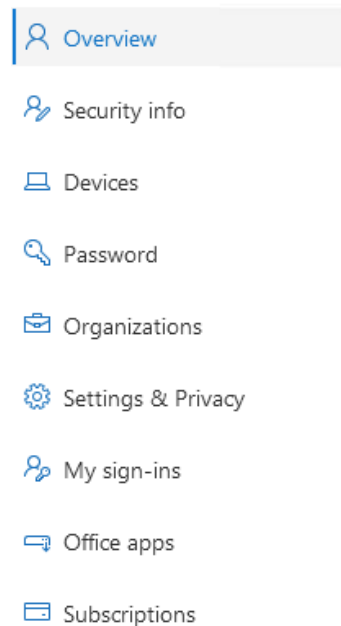 Overview
Security info
Devices
Password
Organizations
Settings & Privacy
My sign-ins
Office apps
Subscriptions